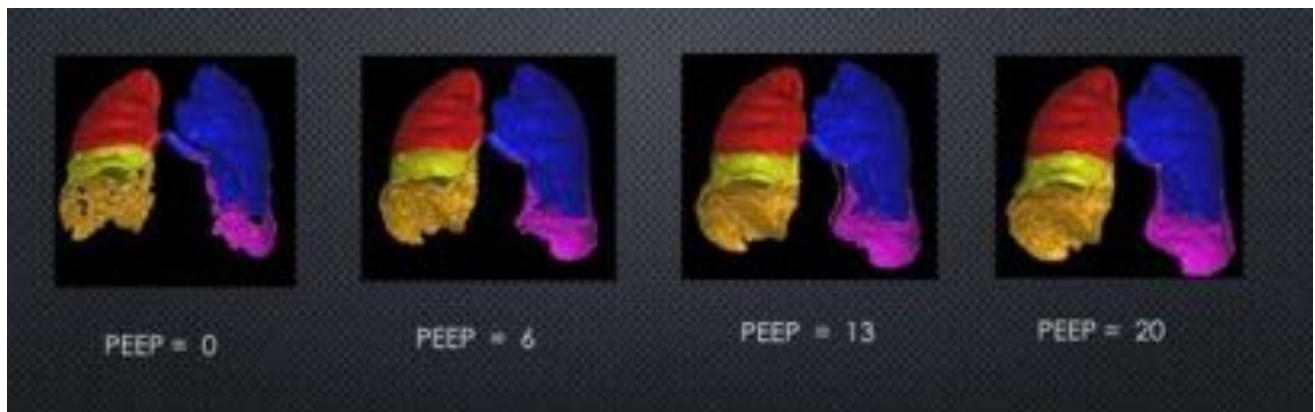 PEEP = 0
PEEP = 6
PEEP = 13
PEEP = 20